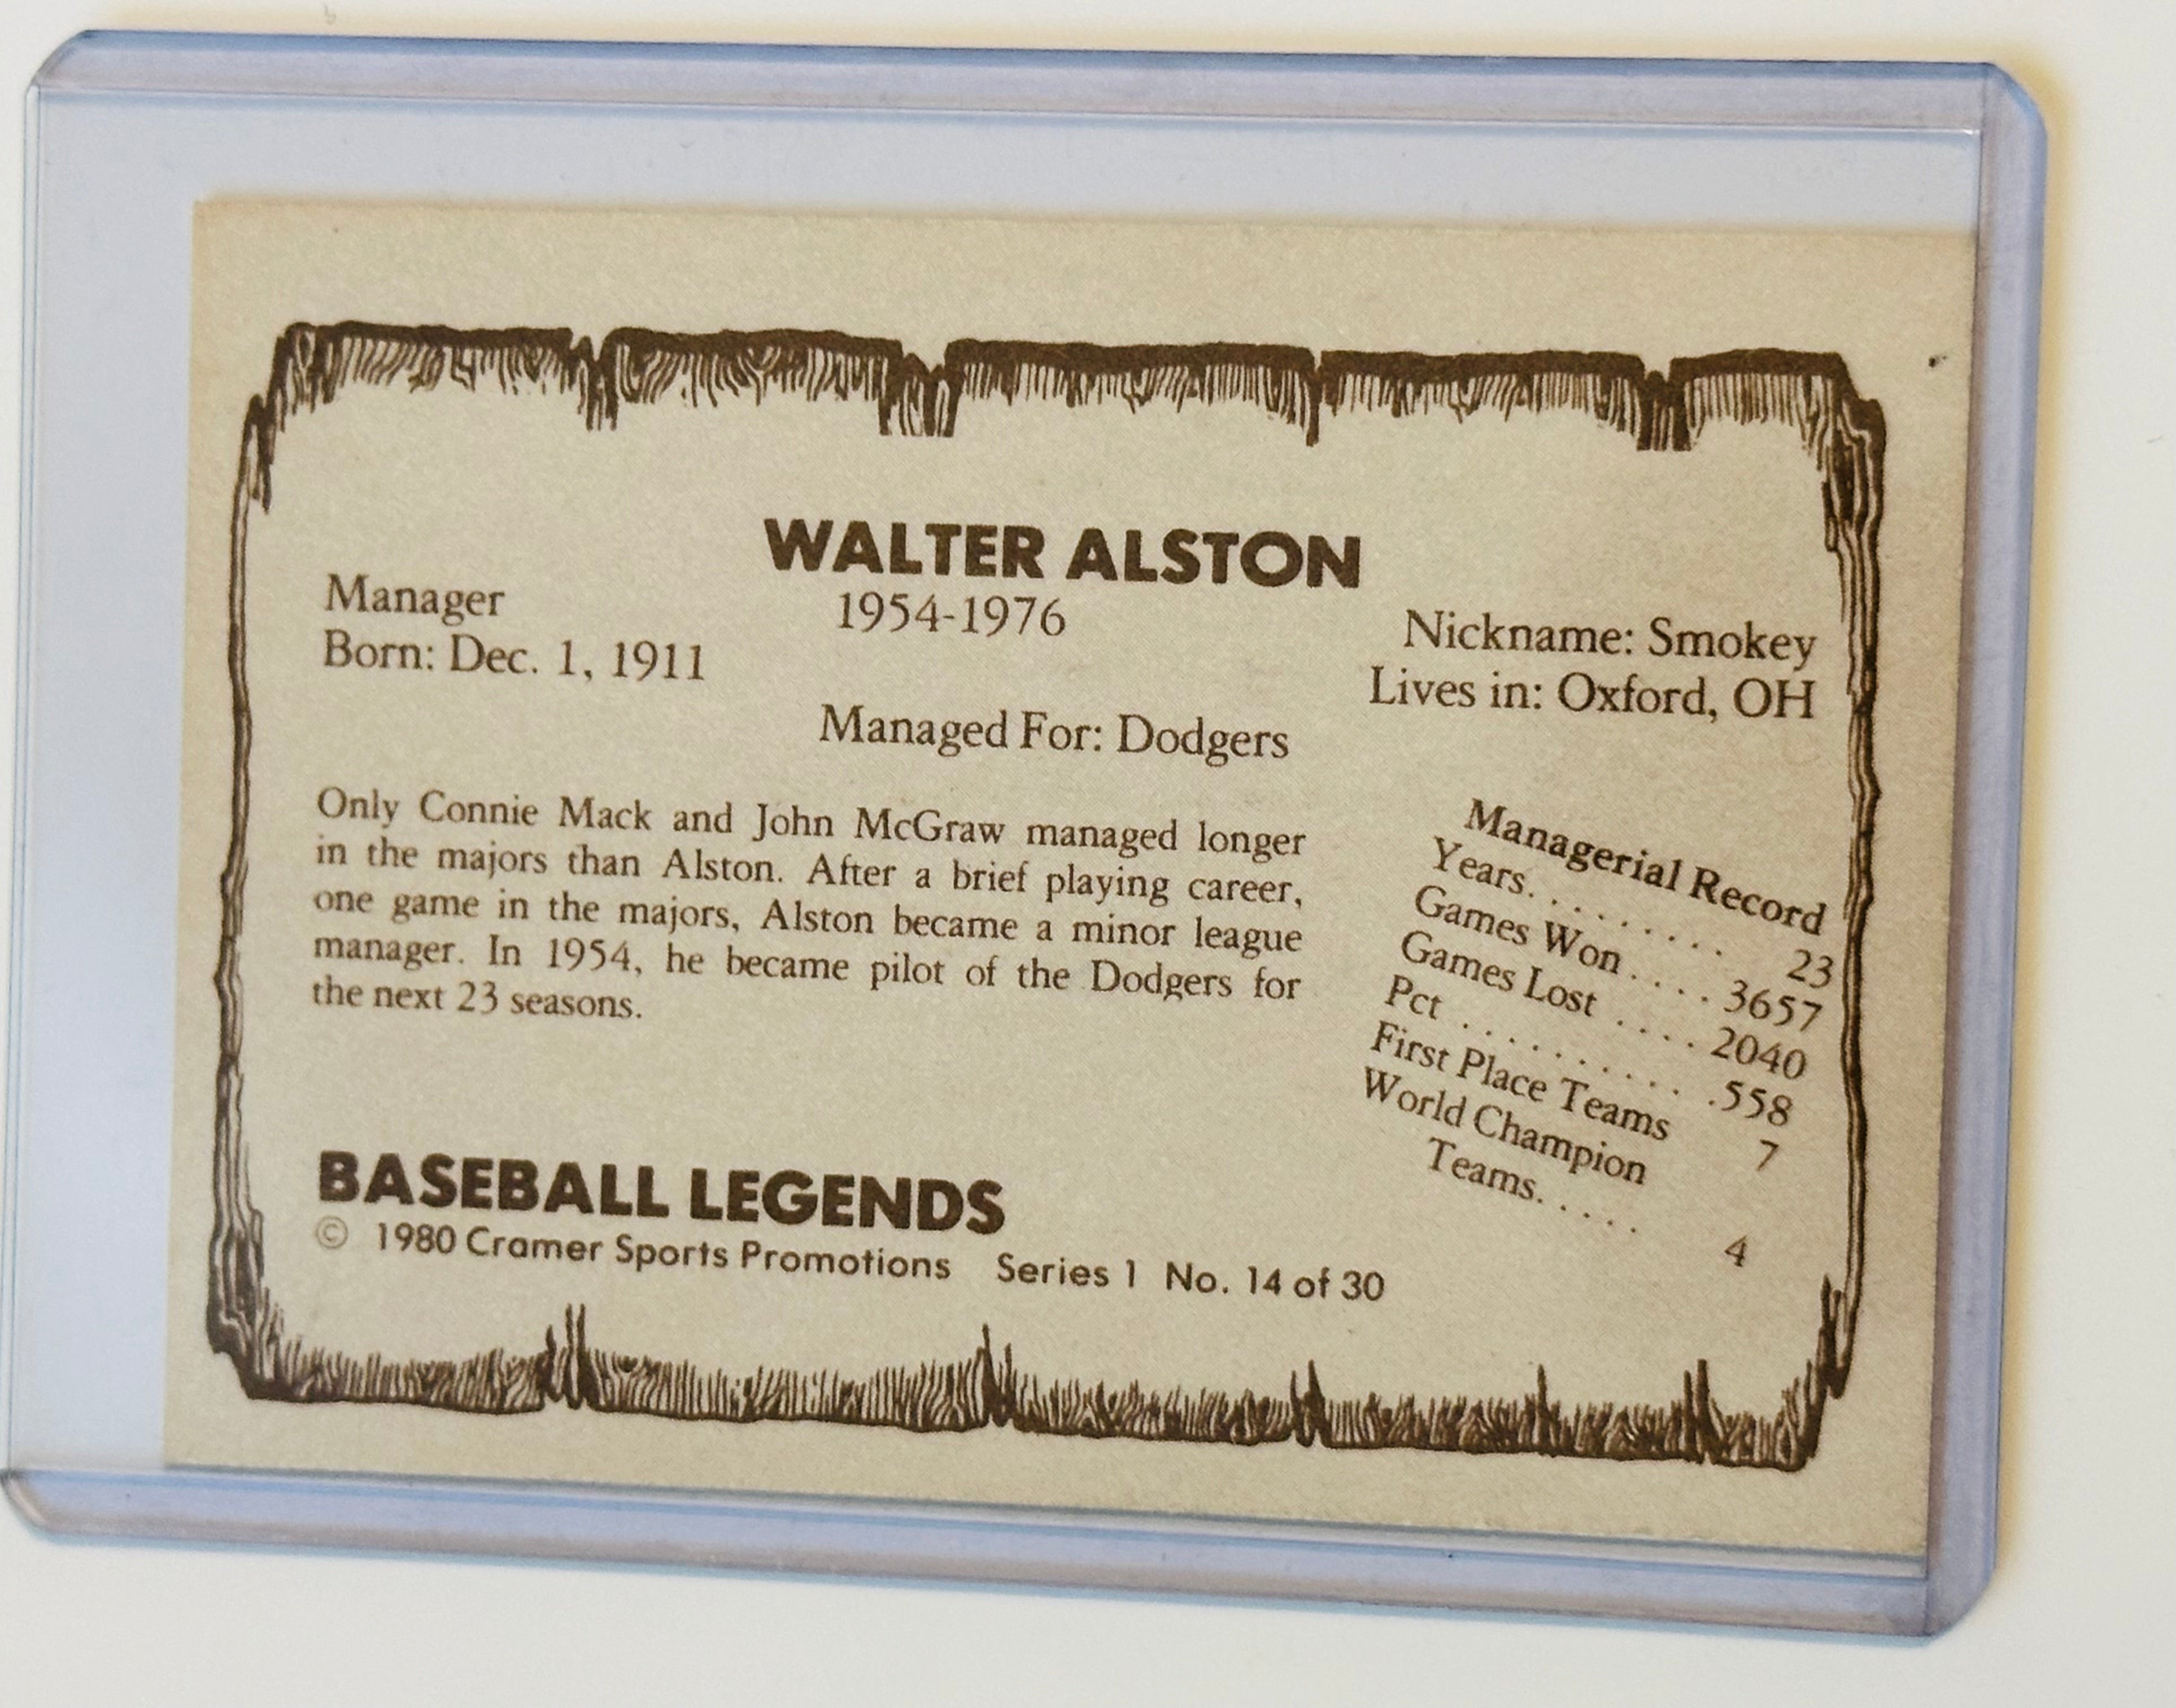 WALTER ALSTON
Manager 1954-1976 Nickname: Smokey
Born: Dec. 1, 1911 Lives in: Oxford, OH
Managed For: Dodgers
Only Connie Mack and John McGraw managed longer
in the majors than Alston. After a brief playing career,
one game in the majors, Alston became a minor league
manager. In 1954, he became pilot of the Dodgers for
the next 23 seasons.
Managerial Record
Years. . . . . . . . . . 23
Games Won . . . . 3657
Games Lost . . . . . 2040
Pct . . . . . . . . . . . .558
First Place Teams 7
World Champion
Teams. . . . . . 4
BASEBALL LEGENDS
© 1980 Cramer Sports Promotions Series 1 No. 14 of 30